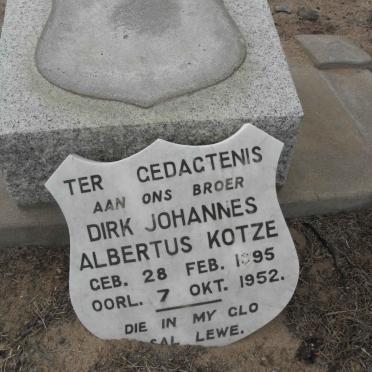 TER GEDAGTENIS
AAN ONS BROER
DIRK JOHANNES
ALBERTUS KOTZE
GEB. 28 FEB. 1895
OORL. 7 OKT. 1952.
DIE IN MY GLO
SAL LEWE.